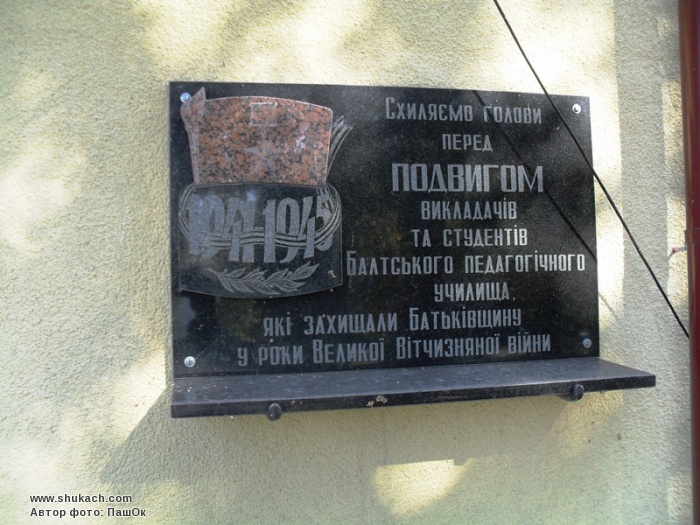 Схиляємо голови
перед
ПОДВИГОМ
викладачів
та студентів
Балтського педагогічного
училища,
які захищали Батьківщину
у роки Великої Вітчизняної війни
1941-1945
www.shukach.com
Автор фото: ПашОк